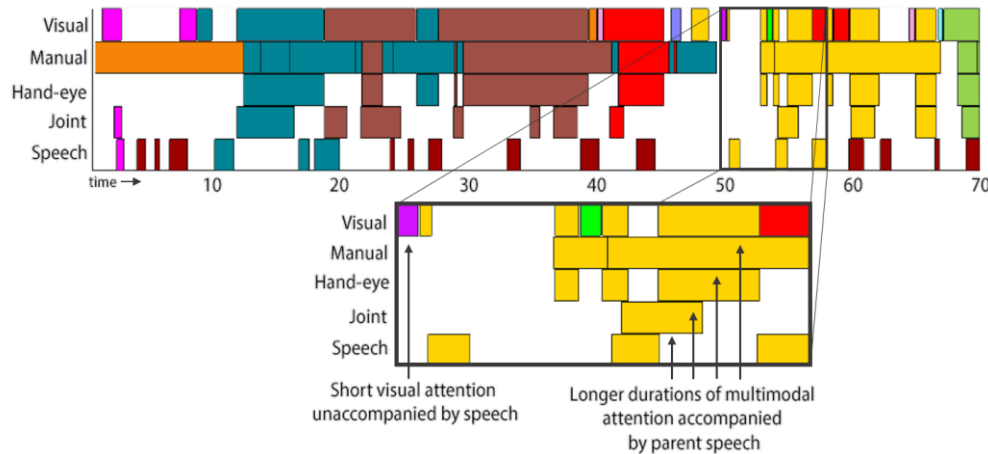 Visual
Manual
Hand-eye
Joint
Speech
time → 10 20 30 40 50 60 70
Visual
Manual
Hand-eye
Joint
Speech
Short visual attention
unaccompanied by speech
Longer durations of multimodal
attention accompanied
by parent speech